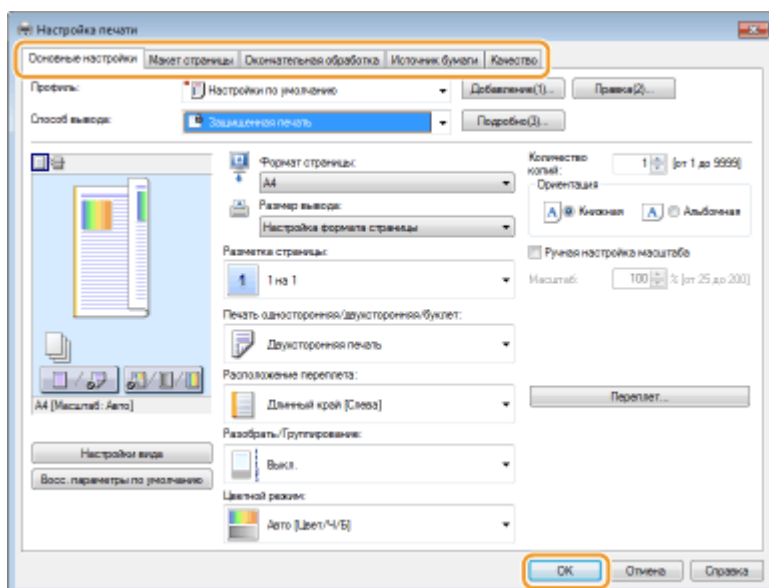 Настройка печати
Основные настройки Макет страницы Окончательная обработка Источник бумаги Качество
Профиль: Настройки по умолчанию Добавление(1)... Правка(2)...
Способ вывода: Защищенная печать Подробно(3)...
Формат страницы:
A4
Размер вывода:
Настройка формата страницы
Количество копий: 1 [от 1 до 9999]
Ориентация
A Книжная A Альбомная
Разметка страницы:
1 1 на 1
Ручная настройка масштаба
Масштаб: 100 % [от 25 до 200]
Печать односторонняя/двухсторонняя/буклет:
Двухсторонняя печать
Расположение переплета:
Длинный край [Слева]
Переплет...
A4 [Масштаб: Авто]
Разобрать/Группирование:
Выкл.
Настройки вида
Восс. параметры по умолчанию
Цветной режим:
Авто [Цвет/Ч/Б]
OK Отмена Справка